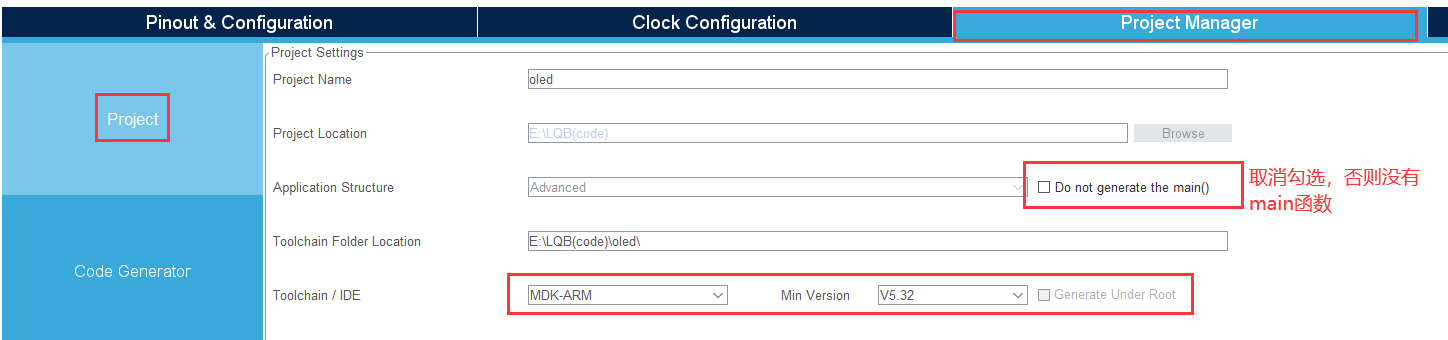 Pinout & Configuration
Clock Configuration
Project Manager
Project
Code Generator
Project Settings
Project Name
oled
Project Location
E:\LQB(code)
Browse
Application Structure
Advanced
Do not generate the main()
取消勾选，否则没有
main函数
Toolchain Folder Location
E:\LQB(code)\oled\
Toolchain / IDE
MDK-ARM
Min Version
V5.32
Generate Under Root